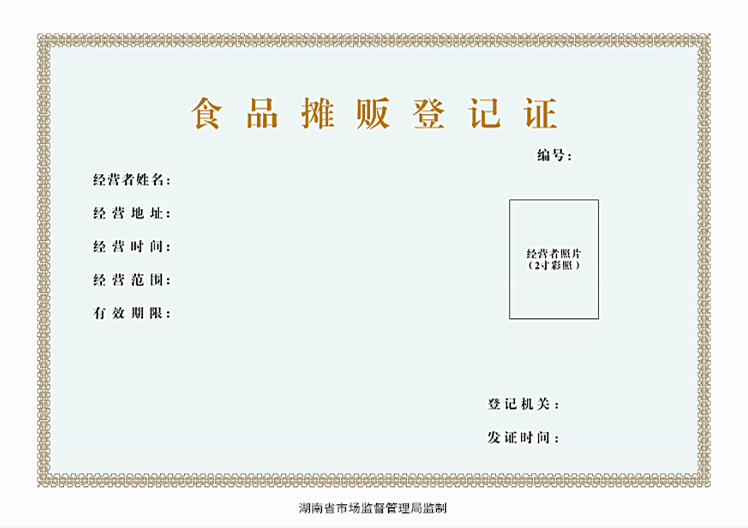 食品摊贩登记证
编号：
经营者姓名：
经营地址：
经营时间：
经营范围：
有效期限：
经营者照片
（2寸彩照）
登记机关：
发证时间：
湖南省市场监督管理局监制